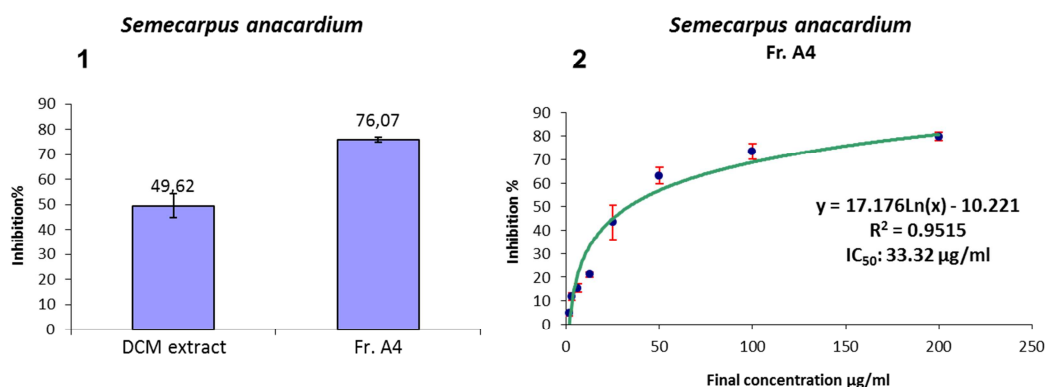 Semecarpus anacardium
1
90
80
70
60
50
40
30
20
10
0
Inhibition%
49,62
76,07
DCM extract
Fr. A4
Semecarpus anacardium
Fr. A4
2
90
80
70
60
50
40
30
20
10
0
Inhibition %
y = 17.176Ln(x) - 10.221
R² = 0.9515
IC₅₀: 33.32 µg/ml
0 50 100 150 200 250
Final concentration µg/ml